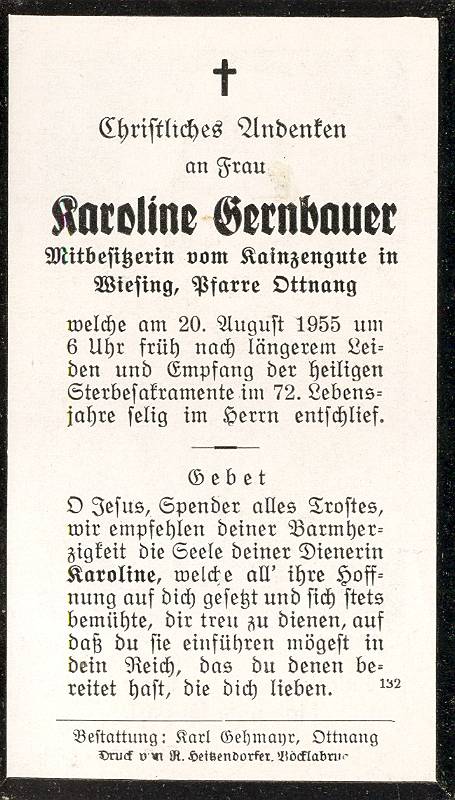 Christliches Andenken
an Frau
Karoline Gernbauer
Mitbesitzerin vom Kainzengute in
Wiesing, Pfarre Ottnang
welche am 20. August 1955 um
6 Uhr früh nach längerem Lei-
den und Empfang der heiligen
Sterbesakramente im 72. Lebens-
jahre selig im Herrn entschlief.
Gebet
O Jesus, Spender alles Trostes,
wir empfehlen deiner Barmher-
zigkeit die Seele deiner Dienerin
Karoline, welche all' ihre Hoff-
nung auf dich gesetzt und sich stets
bemühte, dir treu zu dienen, auf
daß du sie einführen mögest in
dein Reich, das du denen be-
reitet hast, die dich lieben. 132
Bestattung: Karl Gehmayr, Ottnang
Druck von R. Heitzendorfer, Vöcklabruck